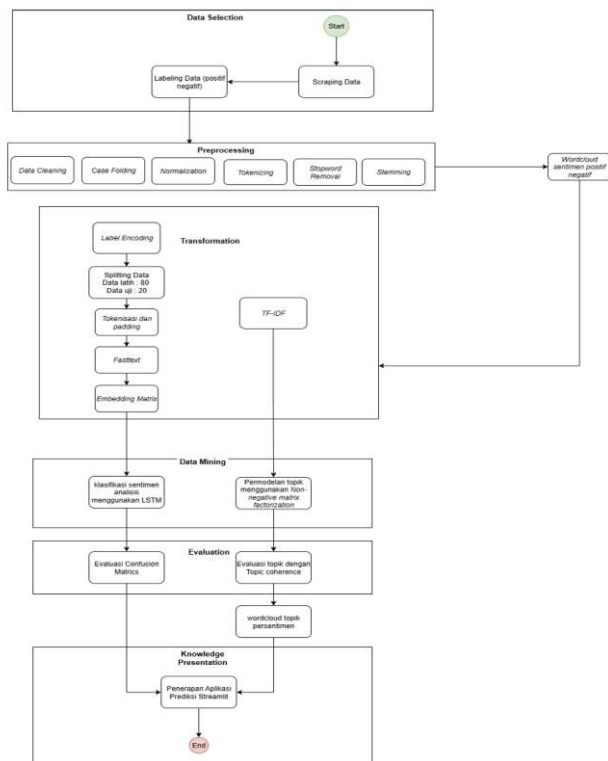 Data Selection
Start
Labeling Data (positif
negatif)
Scraping Data
Preprocessing
Data Cleaning
Case Folding
Normalization
Tokenizing
Stopword
Removal
Stemming
Wordcloud
sentimen positif
negatif
Transformation
Label Encoding
Splitting Data
Data latih : 80
Data uji : 20
Tokenisasi dan
padding
Fasttext
Embedding Matrix
TF-IDF
Data Mining
klasifikasi sentimen
analisis
menggunakan LSTM
Permodelan topik
menggunakan Non-
negative matrix
factorization
Evaluation
Evaluasi Confusion
Matrics
Evaluasi topik dengan
Topic coherence
wordcloud topik
persantimen
Knowledge
Presentation
Penerapan Aplikasi
Prediksi Streamlit
End